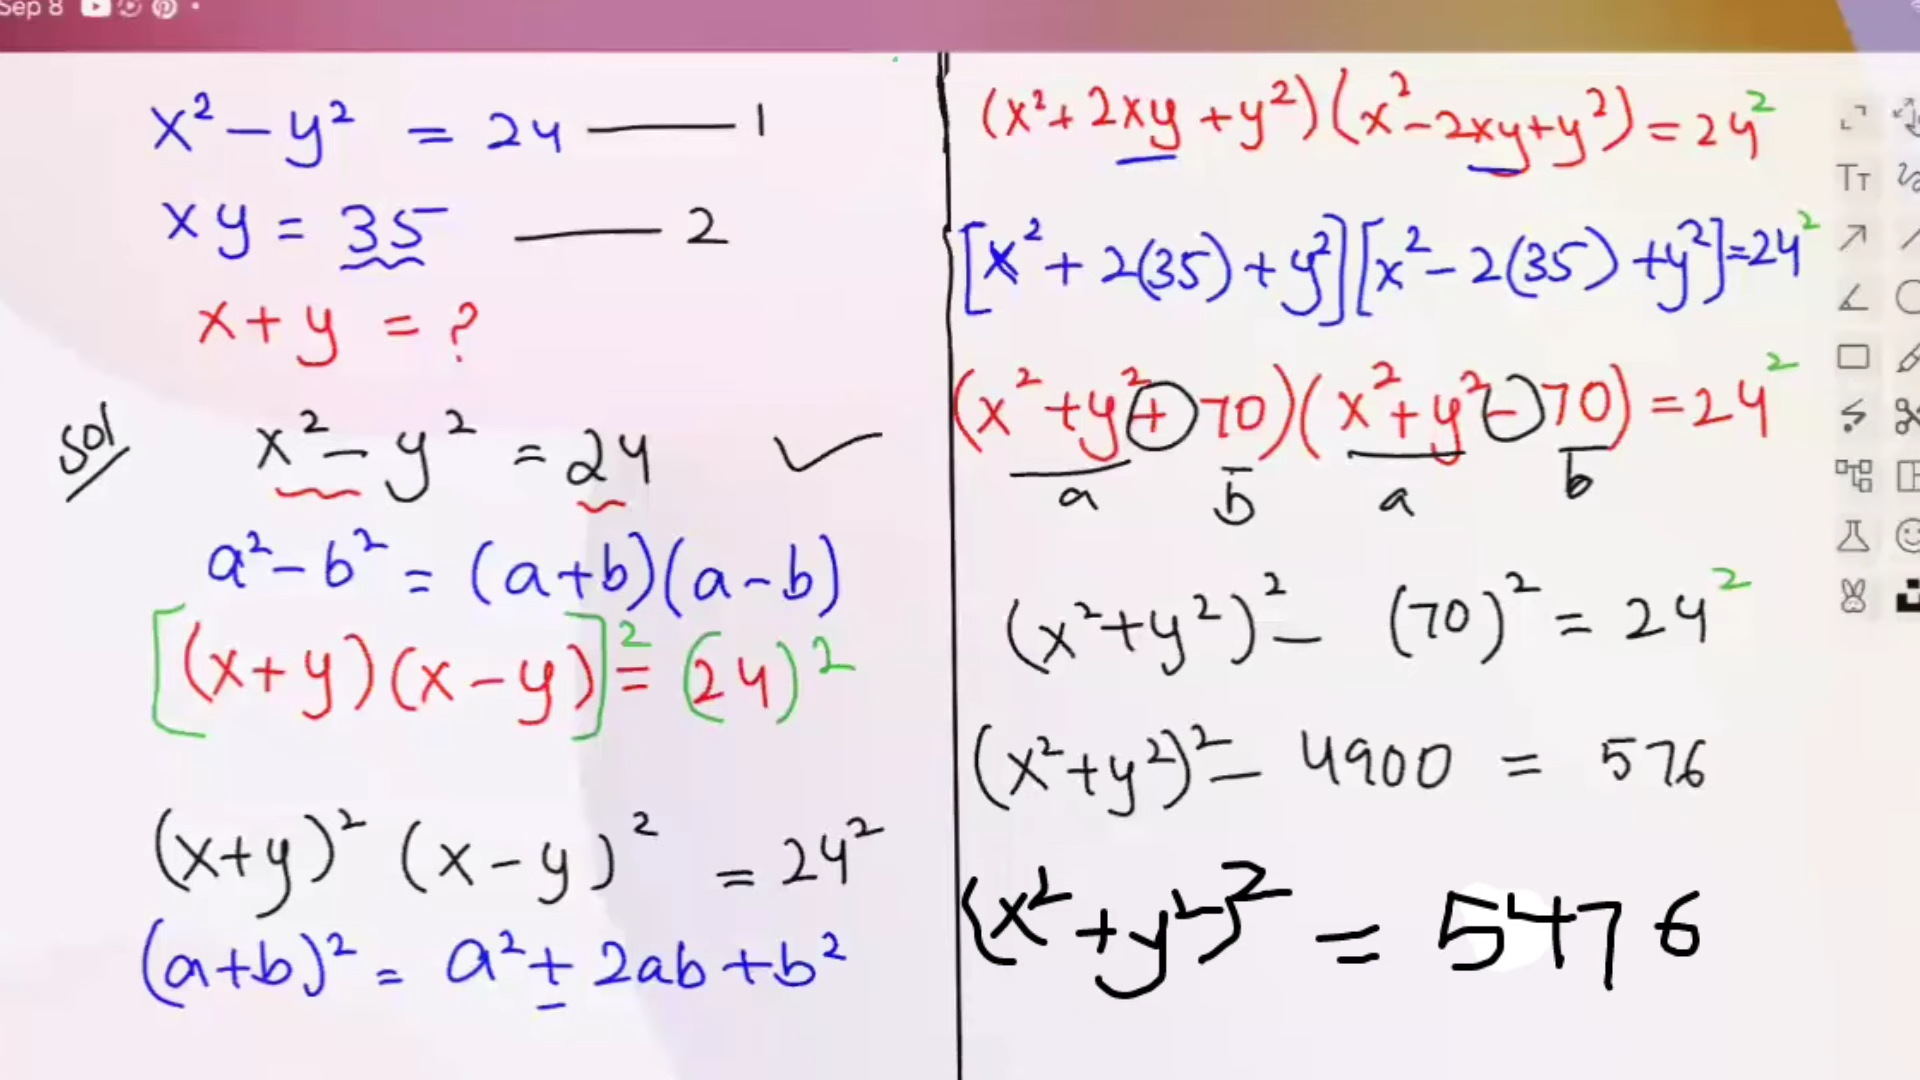 Sep 8
x² - y² = 24 —— 1
xy = 35 —— 2
x + y = ?
Sol
x² - y² = 24 ✓
a² - b² = (a+b)(a-b)
[(x+y)(x-y)]² = (24)²
(x+y)² (x-y)² = 24²
(a+b)² = a² ± 2ab + b²
(x² + 2xy + y²)(x² - 2xy + y²) = 24²
[x² + 2(35) + y²][x² - 2(35) + y²] = 24²
(x² + y² + 70)(x² + y² - 70) = 24²
a b a b
(x² + y²)² - (70)² = 24²
(x² + y²)² - 4900 = 576
(x² + y²)² = 5476
Tт